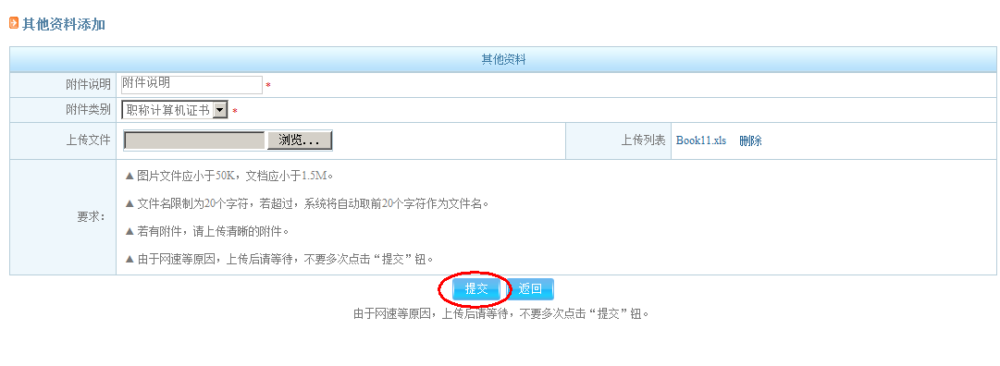 其他资料添加
其他资料
附件说明 附件说明 *
附件类别 职称计算机证书 *
上传文件 浏览... 上传列表 Book11.xls 删除
要求：
▲ 图片文件应小于50K，文档应小于1.5M。
▲ 文件名限制为20个字符，若超过，系统将自动取前20个字符作为文件名。
▲ 若有附件，请上传清晰的附件。
▲ 由于网速等原因，上传后请等待，不要多次点击“提交”钮。
提交 返回
由于网速等原因，上传后请等待，不要多次点击“提交”钮。